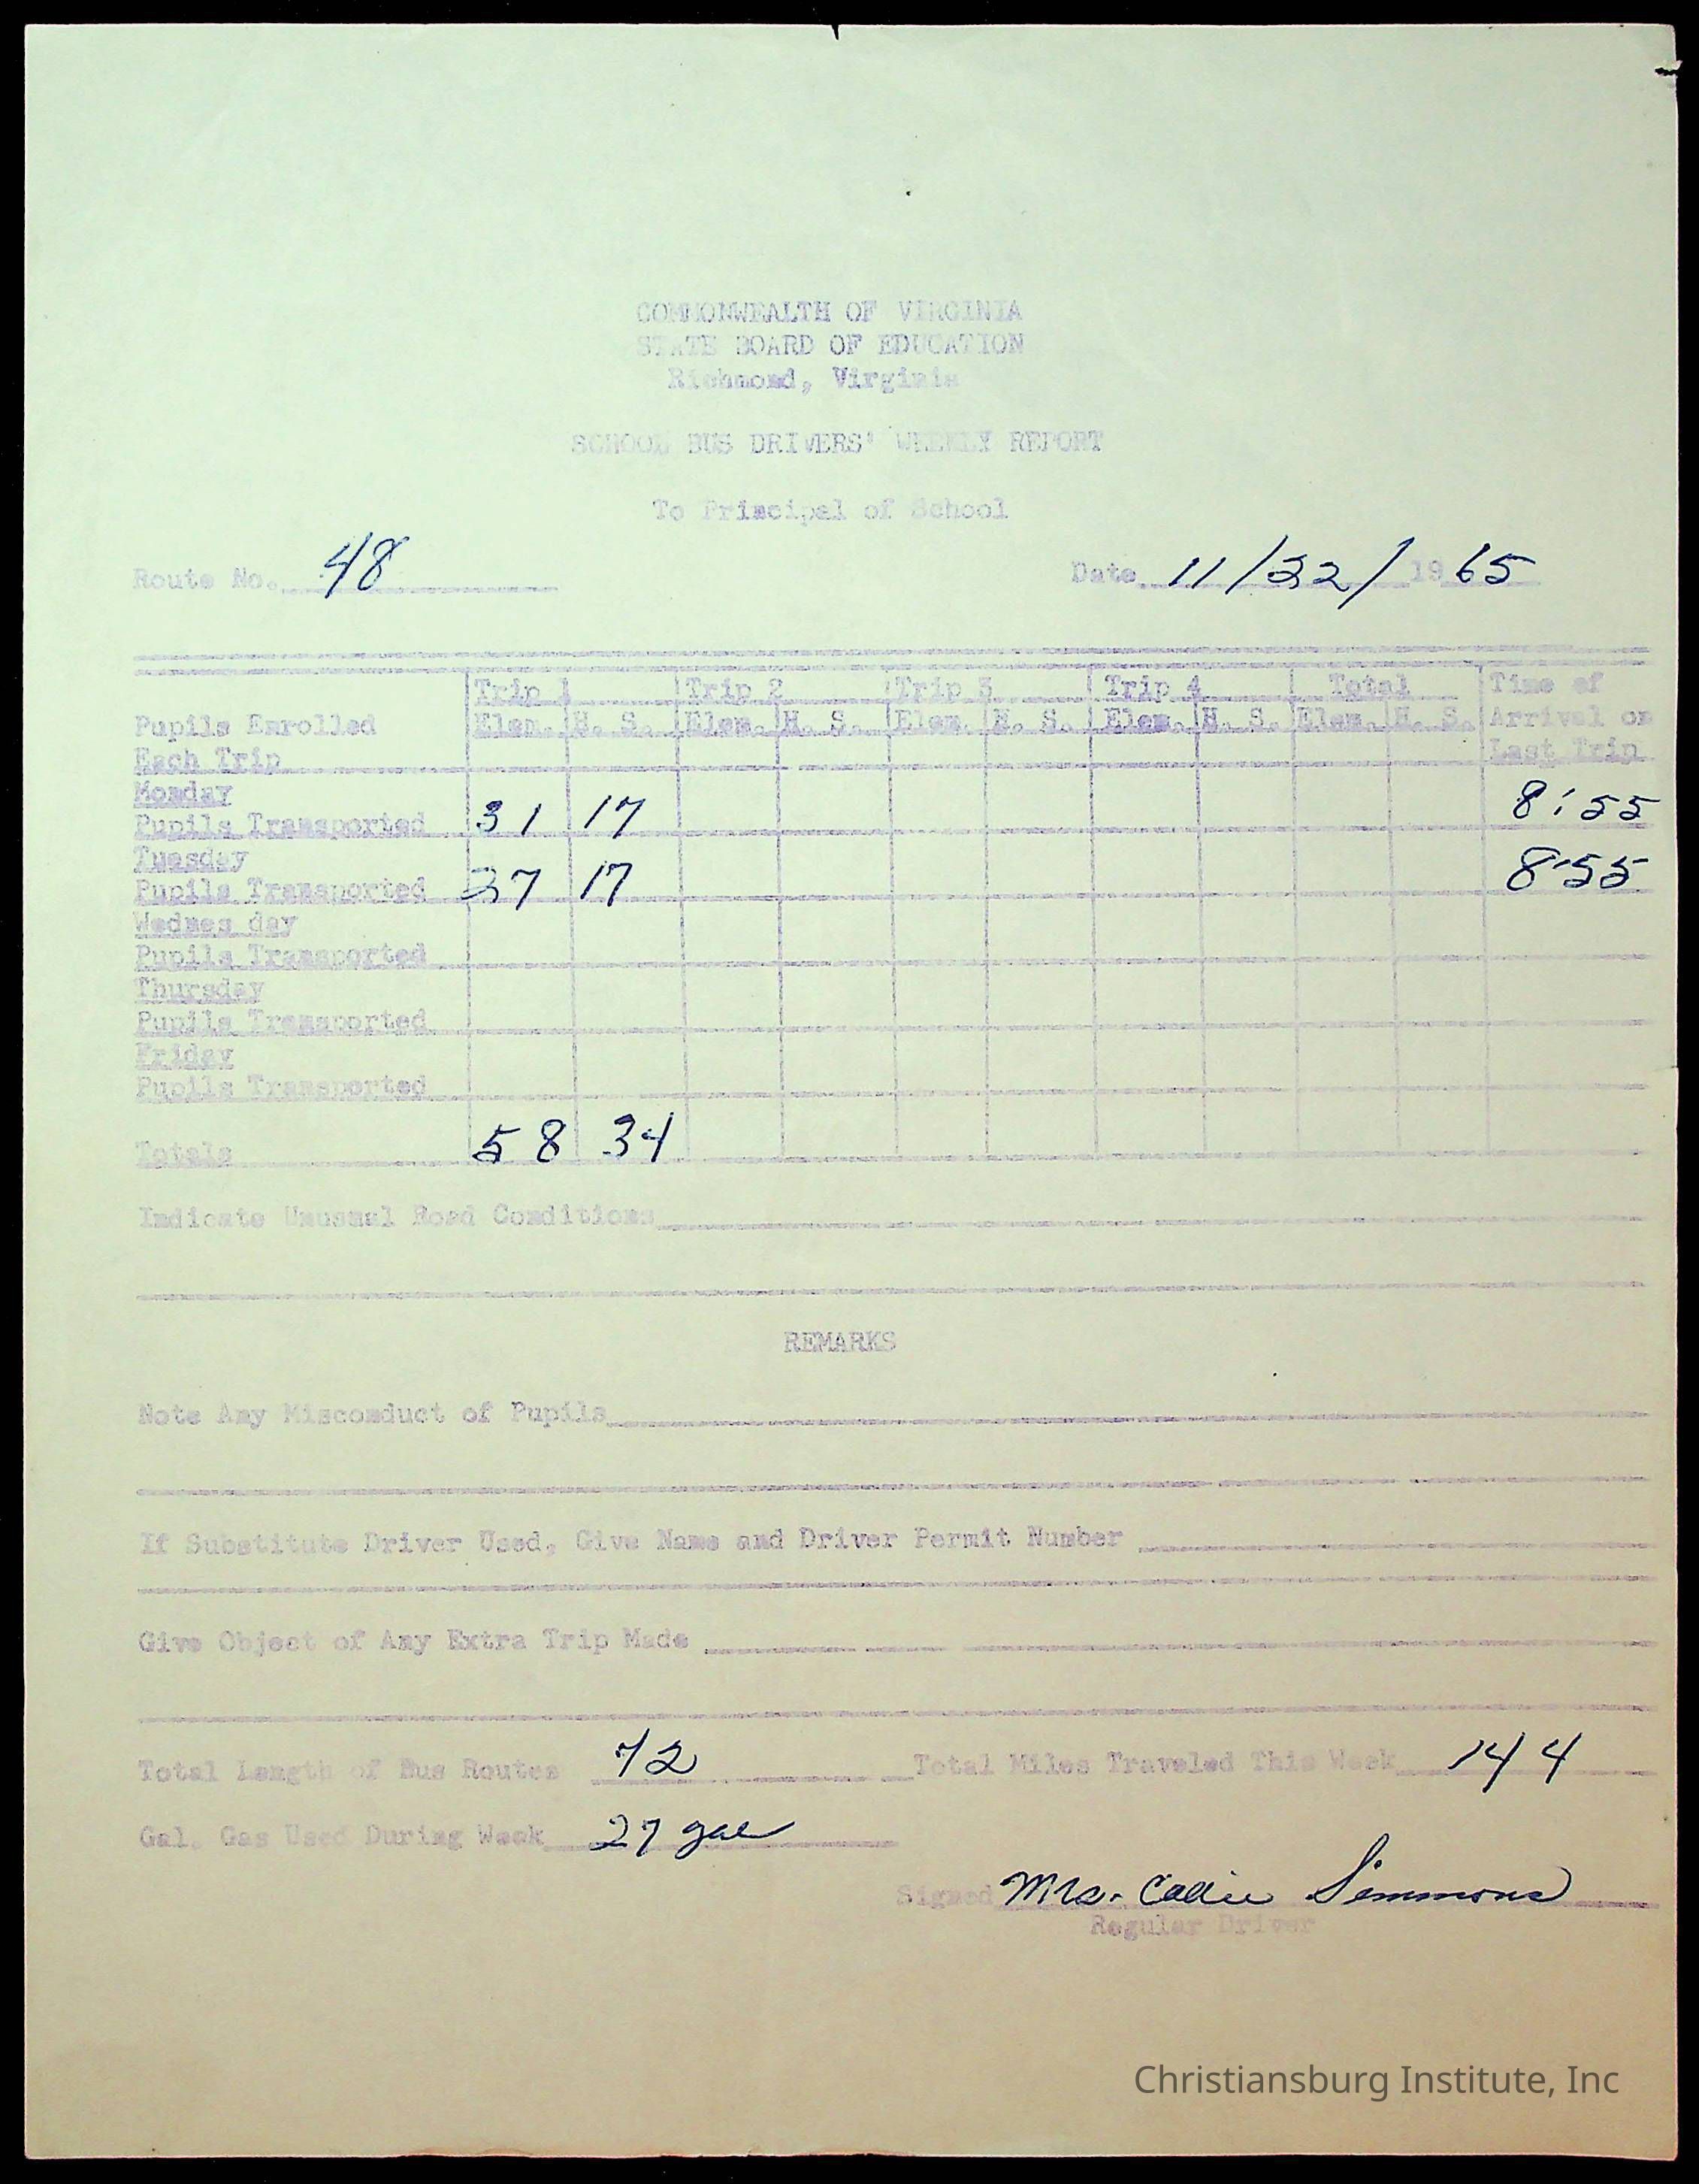 COMMONWEALTH OF VIRGINIA
STATE BOARD OF EDUCATION
Richmond, Virginia
SCHOOL BUS DRIVERS' WEEKLY REPORT
To Principal of School
Route No. 48 Date 11/22/ 19 65
Trip 1 Trip 2 Trip 3 Trip 4 Total Time of
Pupils Enrolled Elem. H. S. Elem. H. S. Elem. H. S. Elem. H. S. Elem. H. S. Arrival on
Each Trip Last Trip
Monday
Pupils Transported 31 17 8:55
Tuesday
Pupils Transported 27 17 8:55
Wednes day
Pupils Transported
Thursday
Pupils Transported
Friday
Pupils Transported
Totals 58 34
Indicate Unusual Road Conditions
REMARKS
Note Any Misconduct of Pupils
If Substitute Driver Used, Give Name and Driver Permit Number
Give Object of Any Extra Trip Made
Total Length of Bus Routes 72 Total Miles Traveled This Week 144
Gal. Gas Used During Week 27 gal
Signed Mrs. Simmons
Regular Driver
Christiansburg Institute, Inc